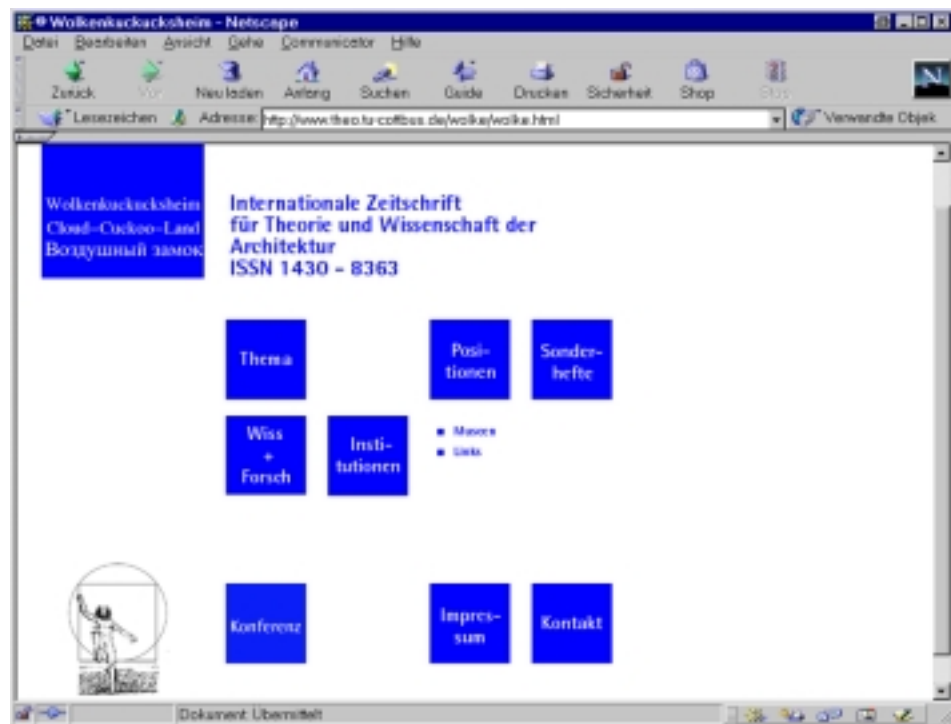 Wolkenkuckucksheim - Netscape
Datei Bearbeiten Ansicht Gehe Communicator Hilfe
Zurück Vor Neu laden Anfang Suchen Guide Drucken Sicherheit Shop Stop
Lesezeichen Adresse: http://www.theo.tu-cottbus.de/wolke/wolke.html Verwandte Objek
Wolkenkuckucksheim
Cloud-Cuckoo-Land
Воздушный замок
Internationale Zeitschrift
für Theorie und Wissenschaft der
Architektur
ISSN 1430 - 8363
Thema
Posi-
tionen
Sonder-
hefte
Wiss
+
Forsch
Insti-
tutionen
Museen
Links
Konferenz
Impres-
sum
Kontakt
Dokument: Übermittelt